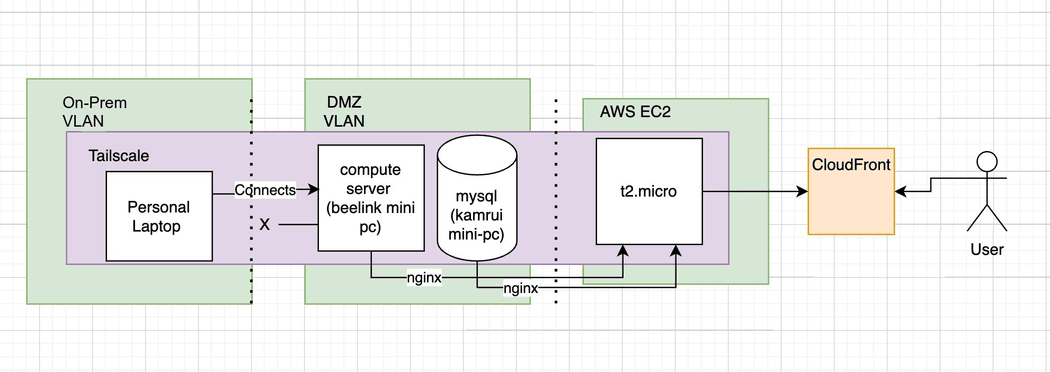 On-Prem
VLAN
DMZ
VLAN
AWS EC2
Tailscale
Personal
Laptop
Connects
X
compute
server
(beelink mini
pc)
mysql
(kamrui
mini-pc)
t2.micro
CloudFront
User
nginx
nginx